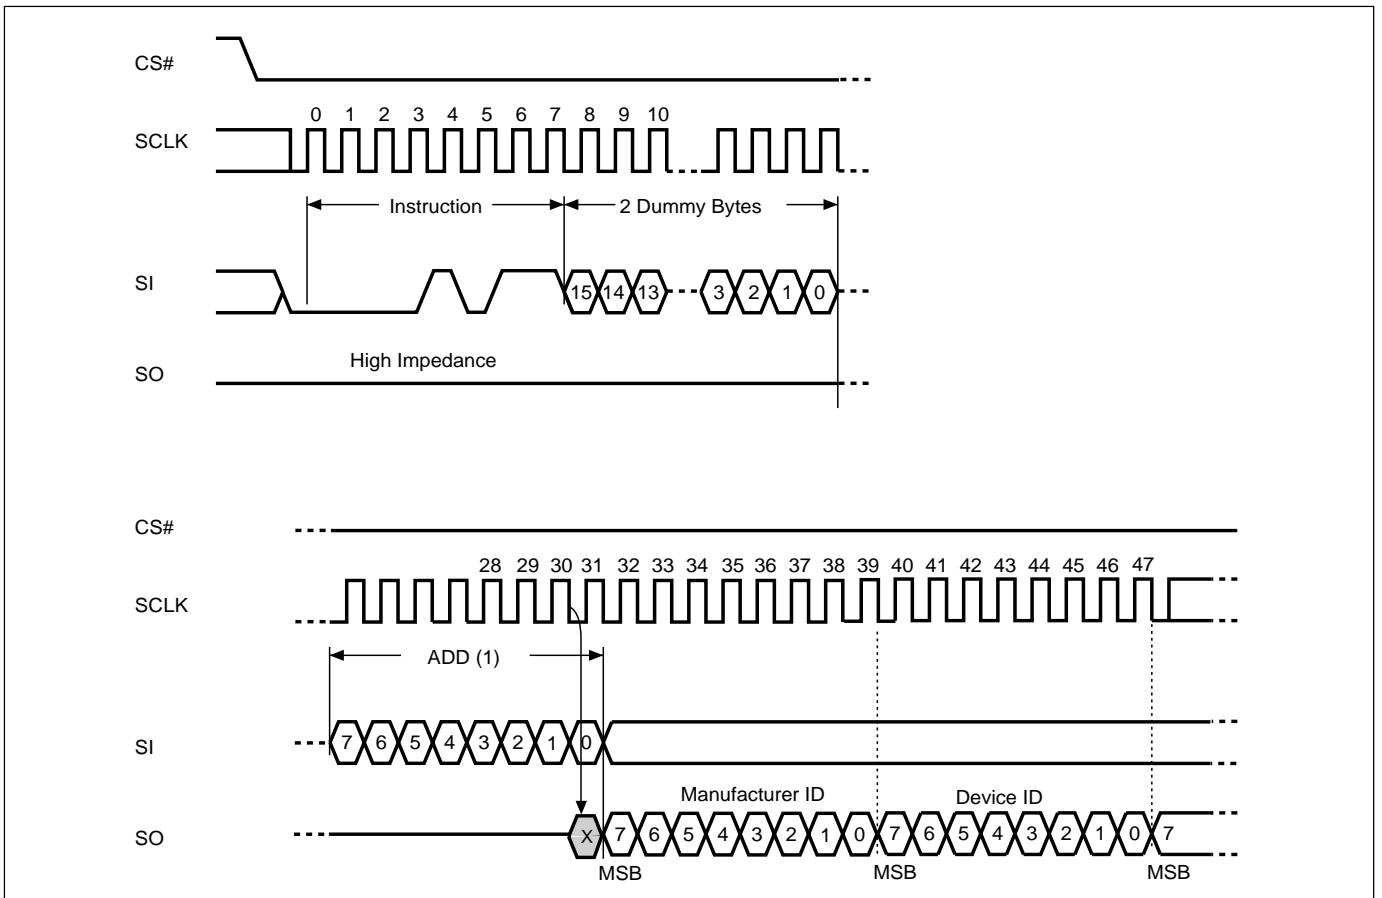 CS#
0 1 2 3 4 5 6 7 8 9 10
SCLK
Instruction 2 Dummy Bytes
SI
15 14 13 3 2 1 0
High Impedance
SO
CS#
28 29 30 31 32 33 34 35 36 37 38 39 40 41 42 43 44 45 46 47
SCLK
ADD (1)
SI
7 6 5 4 3 2 1 0
Manufacturer ID Device ID
SO
X 7 6 5 4 3 2 1 0 7 6 5 4 3 2 1 0 7
MSB MSB MSB